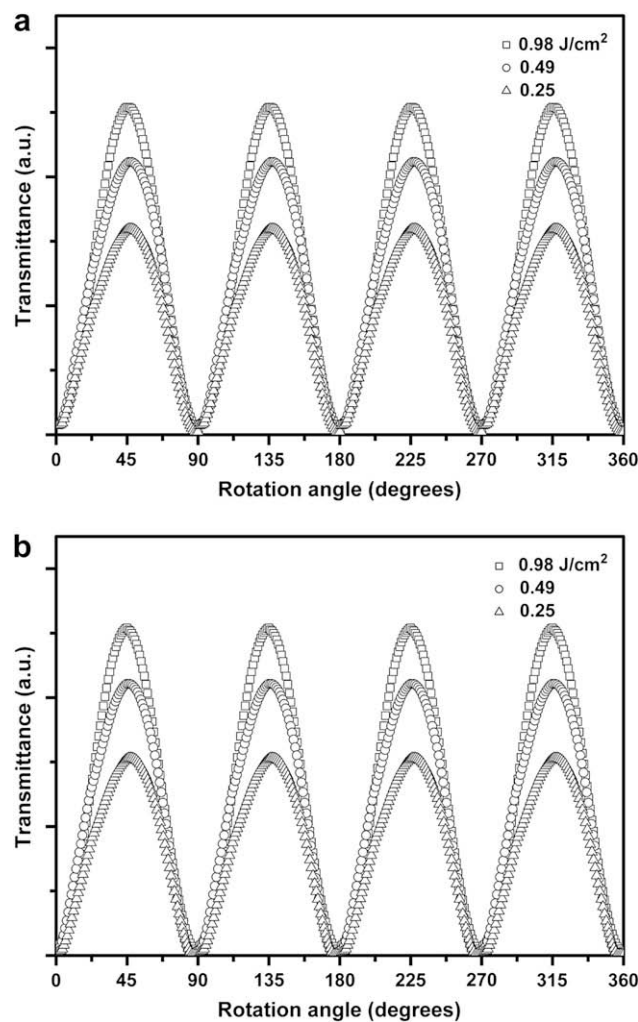 a
□ 0.98 J/cm²
○ 0.49
△ 0.25
Transmittance (a.u.)
0 45 90 135 180 225 270 315 360
Rotation angle (degrees)
b
□ 0.98 J/cm²
○ 0.49
△ 0.25
Transmittance (a.u.)
0 45 90 135 180 225 270 315 360
Rotation angle (degrees)